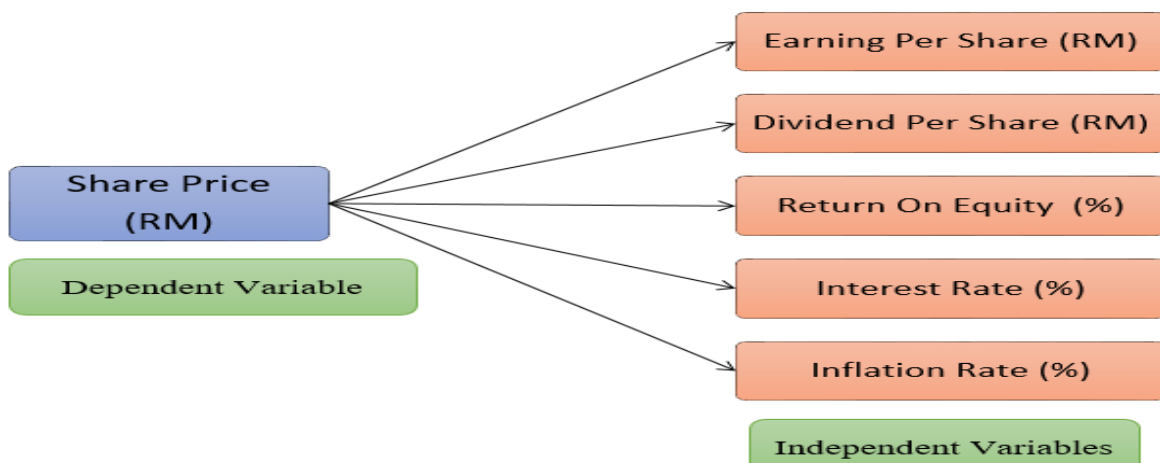 Share Price
(RM)
Dependent Variable
Earning Per Share (RM)
Dividend Per Share (RM)
Return On Equity (%)
Interest Rate (%)
Inflation Rate (%)
Independent Variables